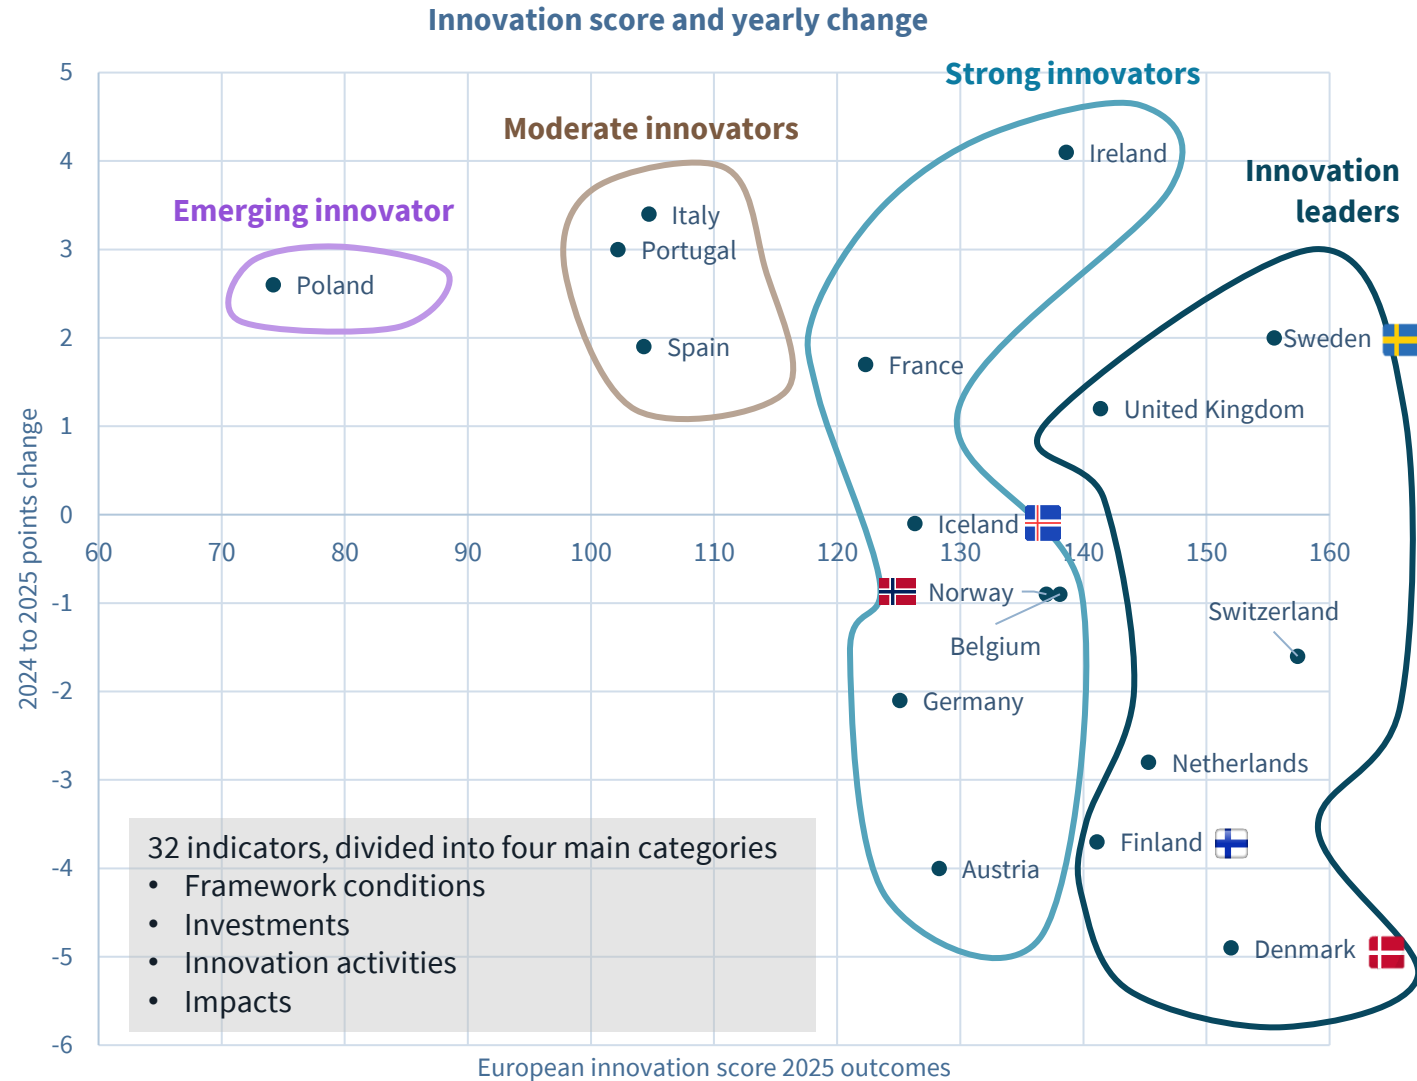 Innovation score and yearly change
Strong innovators
Moderate innovators
Innovation
leaders
Emerging innovator
5
4
3
2
1
0
-1
-2
-3
-4
-5
-6
2024 to 2025 points change
Ireland
Italy
Portugal
Poland
Sweden
Spain
France
United Kingdom
Iceland
60
70
80
90
100
110
120
130
140
150
160
Norway
Switzerland
Belgium
Germany
Netherlands
Finland
Austria
Denmark
32 indicators, divided into four main categories
• Framework conditions
• Investments
• Innovation activities
• Impacts
European innovation score 2025 outcomes